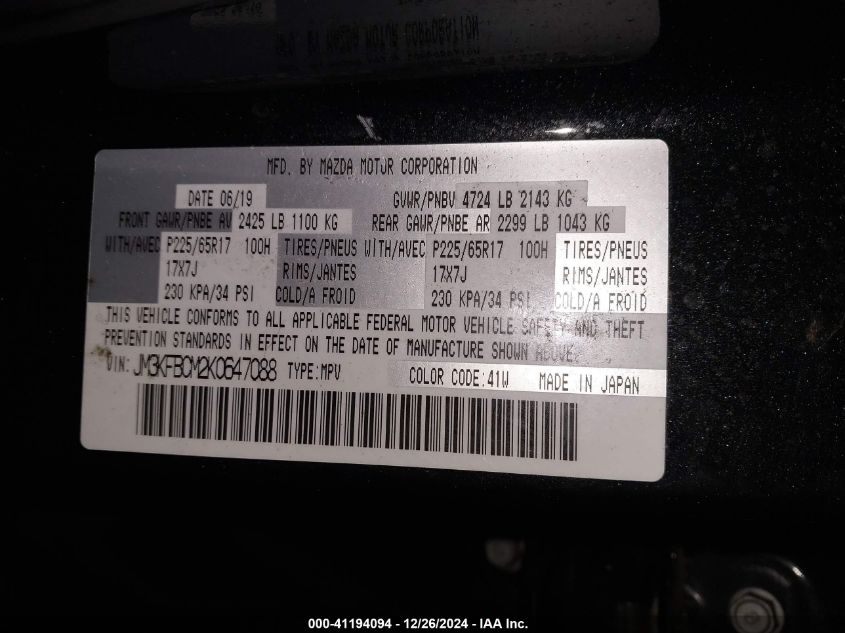 MFD. BY MAZDA MOTOR CORPORATION
DATE 06/19 GVWR/PNBV 4724 LB 2143 KG
FRONT GAWR/PNBE AV 2425 LB 1100 KG REAR GAWR/PNBE AR 2299 LB 1043 KG
WITH/AVEC P225/65R17 100H TIRES/PNEUS WITH/AVEC P225/65R17 100H TIRES/PNEUS
17X7J RIMS/JANTES 17X7J RIMS/JANTES
230 KPA/34 PSI COLD/A FROID 230 KPA/34 PSI COLD/A FROID
THIS VEHICLE CONFORMS TO ALL APPLICABLE FEDERAL MOTOR VEHICLE SAFETY AND THEFT
PREVENTION STANDARDS IN EFFECT ON THE DATE OF MANUFACTURE SHOWN ABOVE.
VIN: JM3KFBCM2K0647088 TYPE:MPV COLOR CODE:41W MADE IN JAPAN
000-41194094 - 12/26/2024 - IAA Inc.